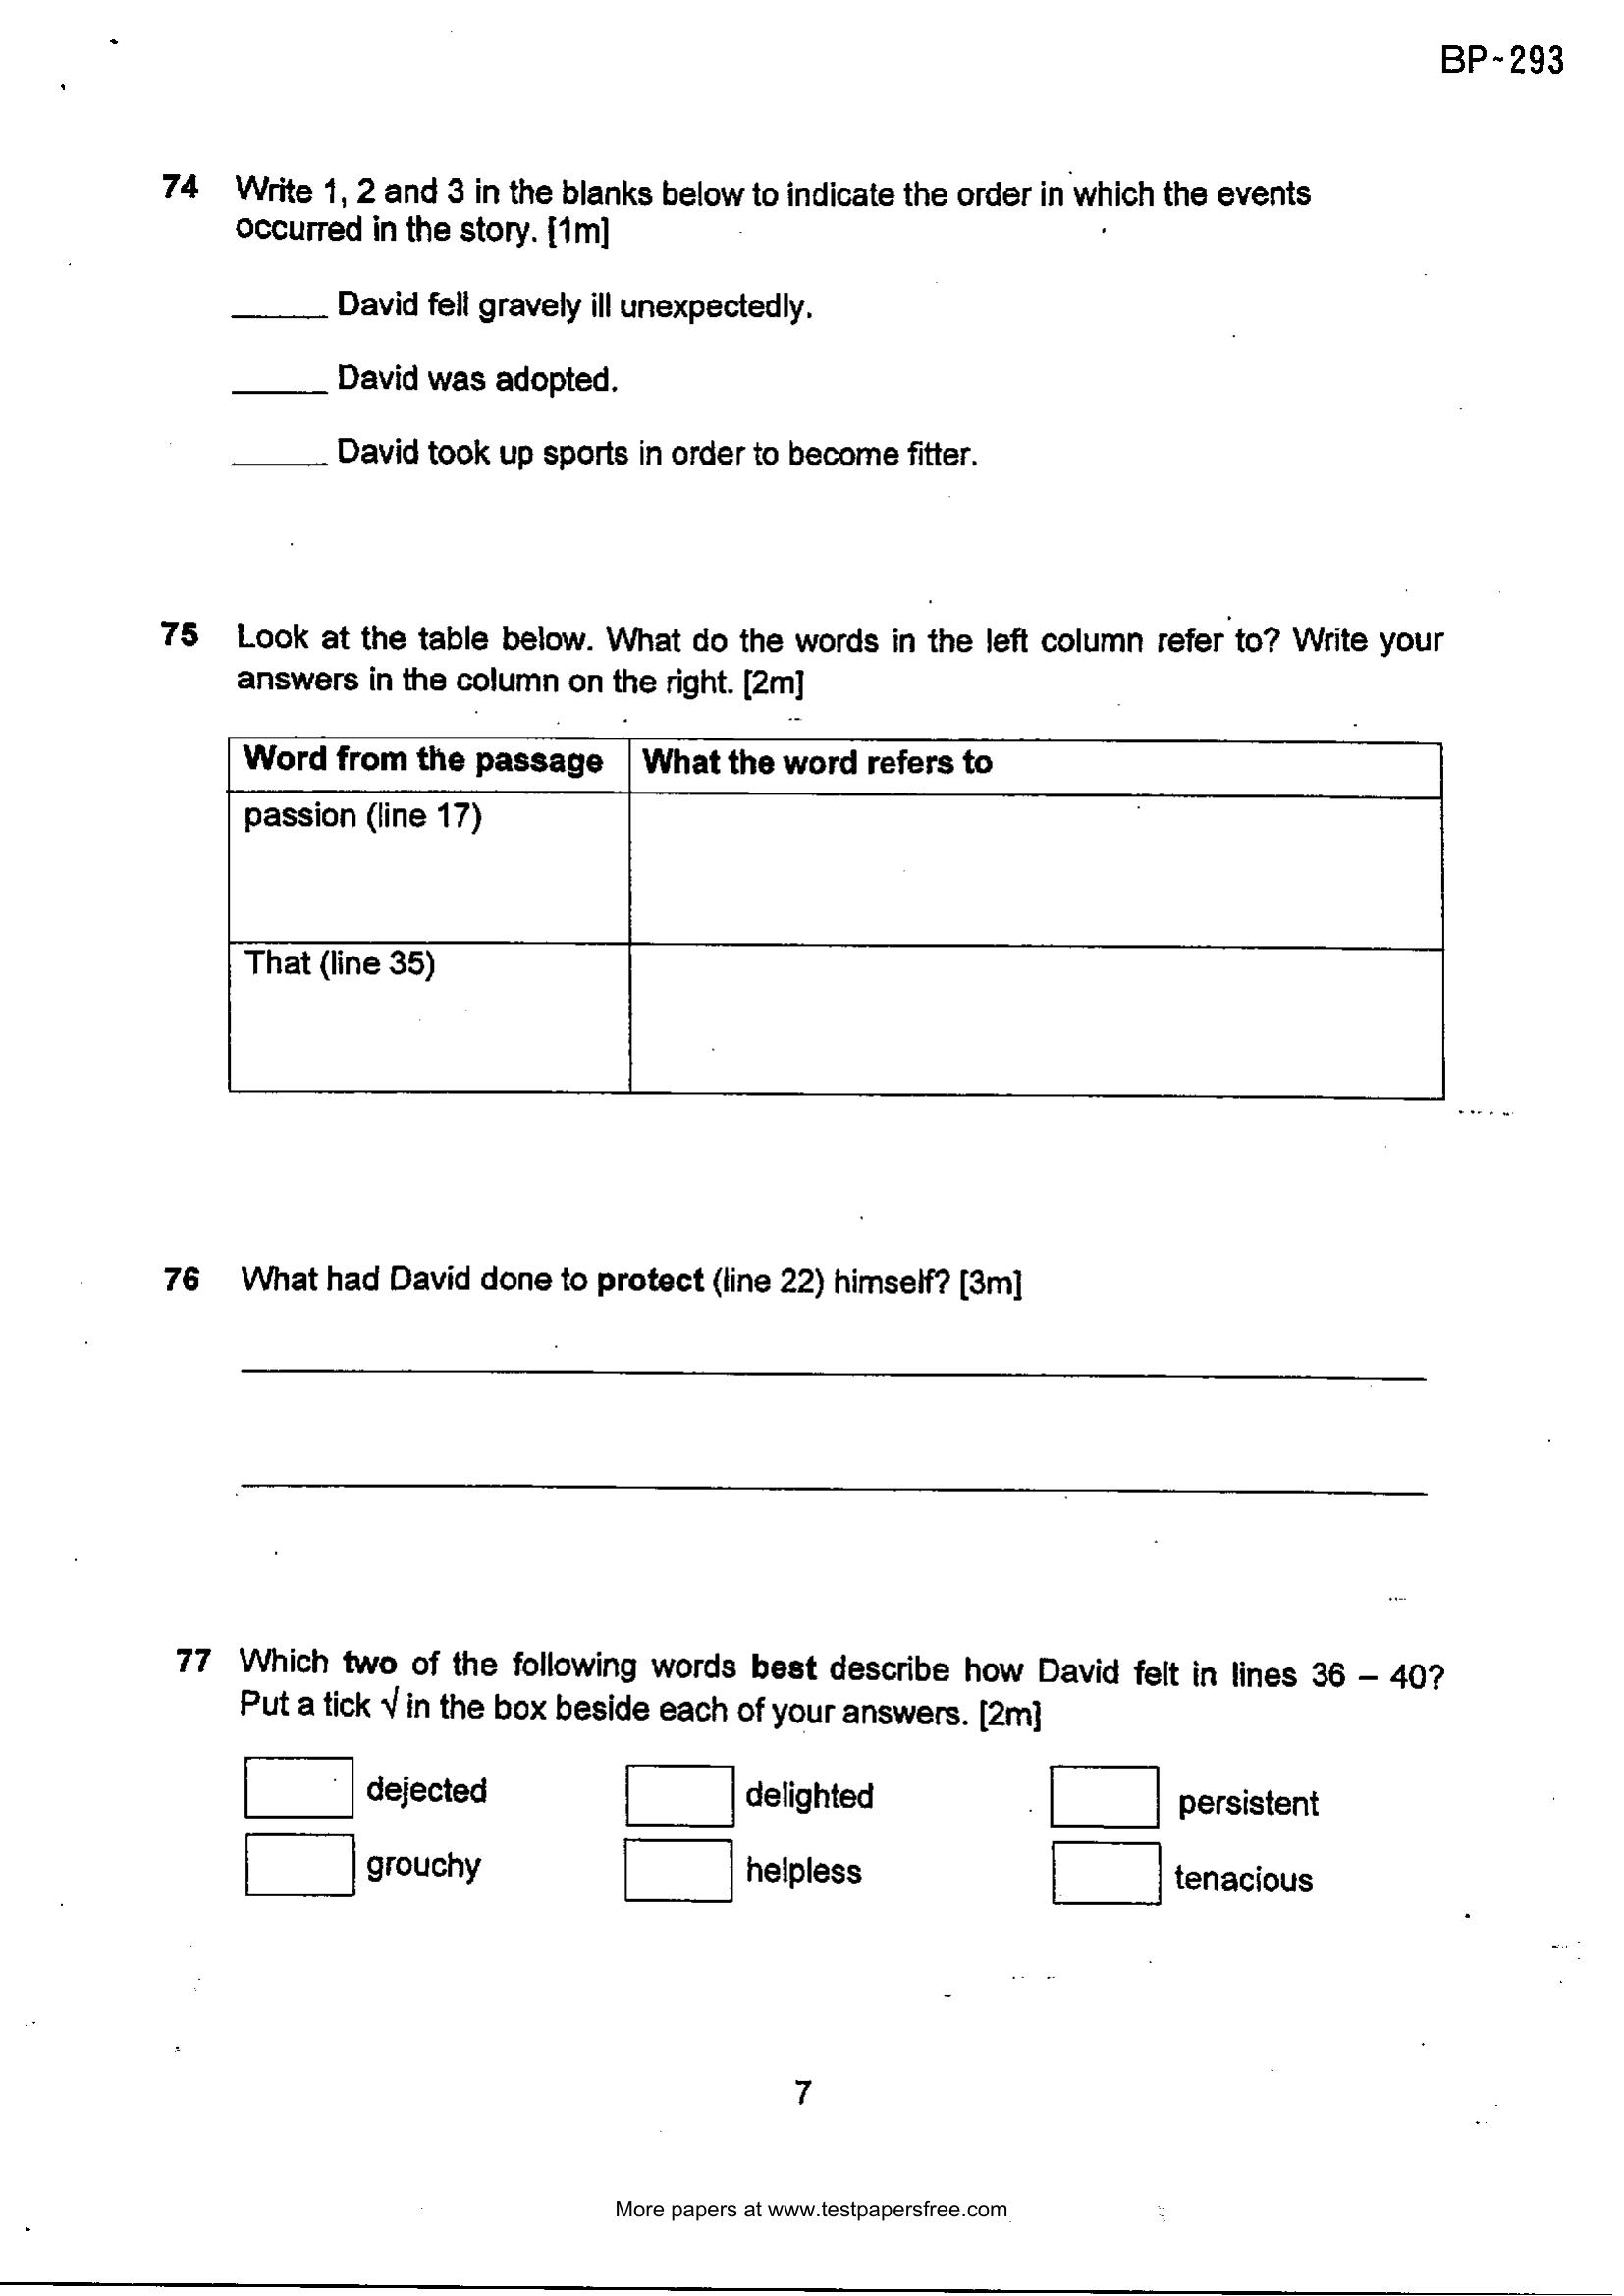 BP-293
74 Write 1, 2 and 3 in the blanks below to indicate the order in which the events
occurred in the story. [1m]
______ David fell gravely ill unexpectedly.
______ David was adopted.
______ David took up sports in order to become fitter.
75 Look at the table below. What do the words in the left column refer to? Write your
answers in the column on the right. [2m]
Word from the passage What the word refers to
passion (line 17)
That (line 35)
76 What had David done to protect (line 22) himself? [3m]
77 Which two of the following words best describe how David felt in lines 36 – 40?
Put a tick √ in the box beside each of your answers. [2m]
dejected delighted persistent
grouchy helpless tenacious
7
More papers at www.testpapersfree.com